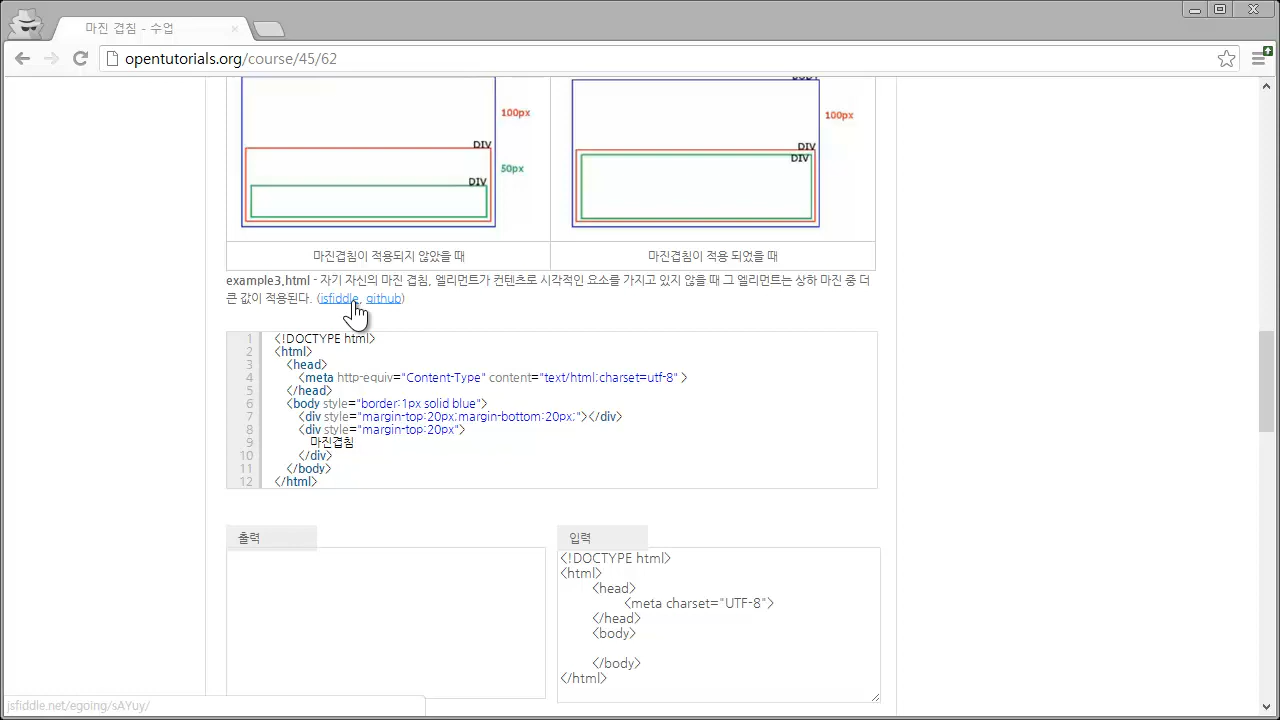 마진 겹침 - 수업
opentutorials.org/course/45/62
100px
DIV
50px
DIV
BODY
100px
DIV
DIV
마진겹침이 적용되지 않았을 때
마진겹침이 적용 되었을 때
example3.html - 자기 자신의 마진 겹침, 엘리먼트가 컨텐츠로 시각적인 요소를 가지고 있지 않을 때 그 엘리먼트는 상하 마진 중 더
큰 값이 적용된다. (jsfiddle, github)
1 <!DOCTYPE html>
2 <html>
3 <head>
4 <meta http-equiv="Content-Type" content="text/html;charset=utf-8" >
5 </head>
6 <body style="border:1px solid blue">
7 <div style="margin-top:20px;margin-bottom:20px;"></div>
8 <div style="margin-top:20px">
9 마진겹침
10 </div>
11 </body>
12 </html>
출력
입력
<!DOCTYPE html>
<html>
<head>
<meta charset="UTF-8">
</head>
<body>
</body>
</html>
jsfiddle.net/egoing/sAYuy/